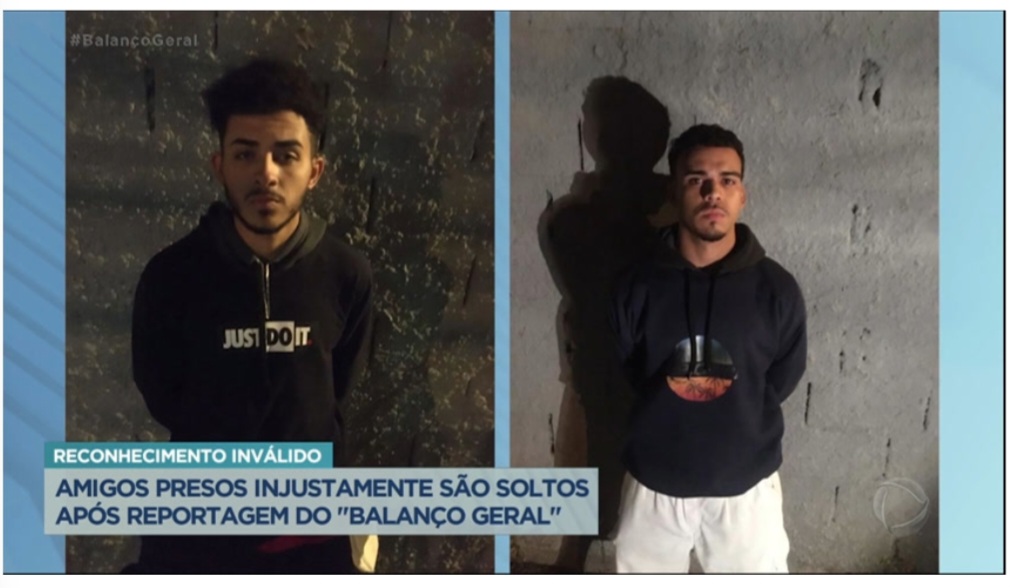 #BalançoGeral
JUST DO IT.
RECONHECIMENTO INVÁLIDO
AMIGOS PRESOS INJUSTAMENTE SÃO SOLTOS
APÓS REPORTAGEM DO "BALANÇO GERAL"